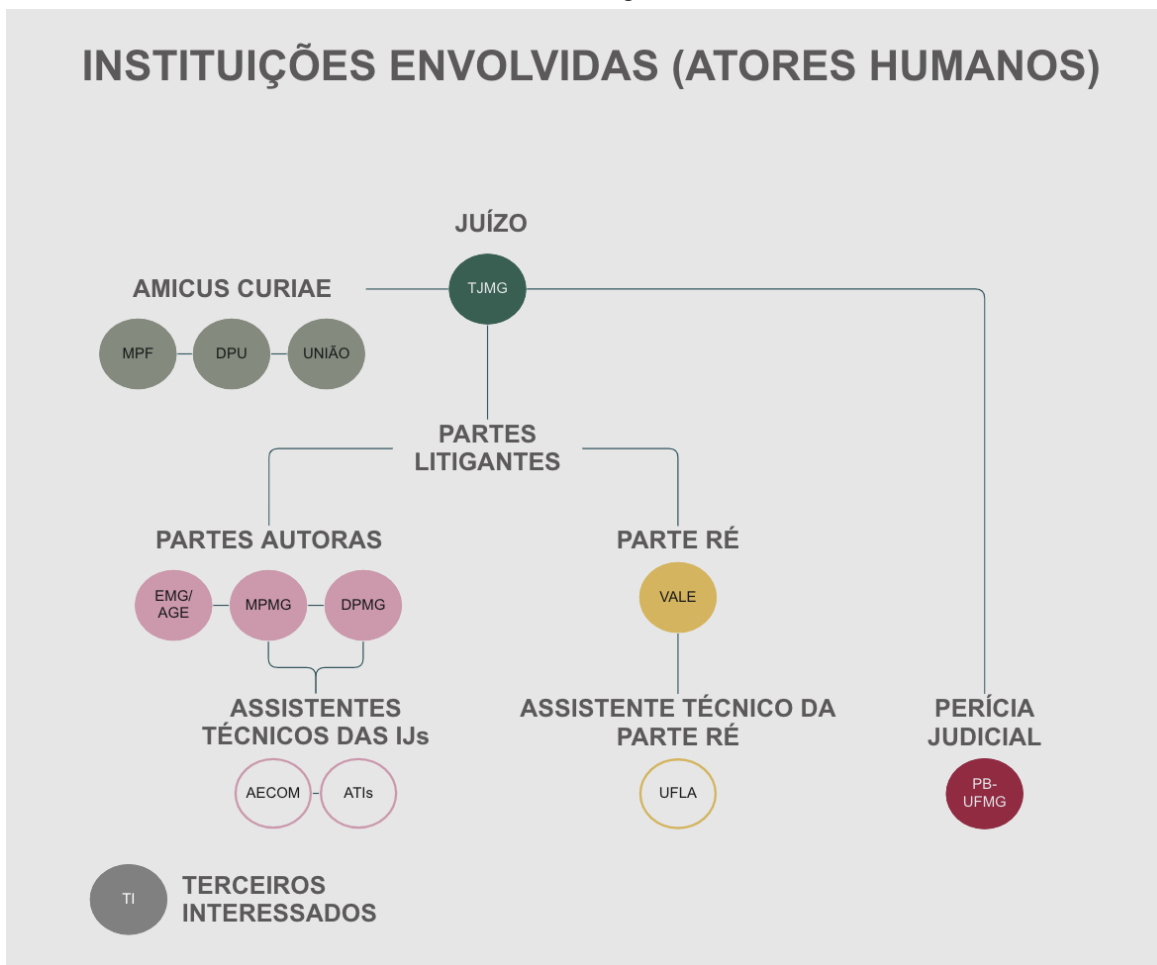 INSTITUIÇÕES ENVOLVIDAS (ATORES HUMANOS)
JUÍZO
TJMG
AMICUS CURIAE
MPF
DPU
UNIÃO
PARTES
LITIGANTES
PARTES AUTORAS
EMG/
AGE
MPMG
DPMG
PARTE RÉ
VALE
ASSISTENTES
TÉCNICOS DAS IJs
AECOM
ATIs
ASSISTENTE TÉCNICO DA
PARTE RÉ
UFLA
PERÍCIA
JUDICIAL
PB-
UFMG
TI
TERCEIROS
INTERESSADOS